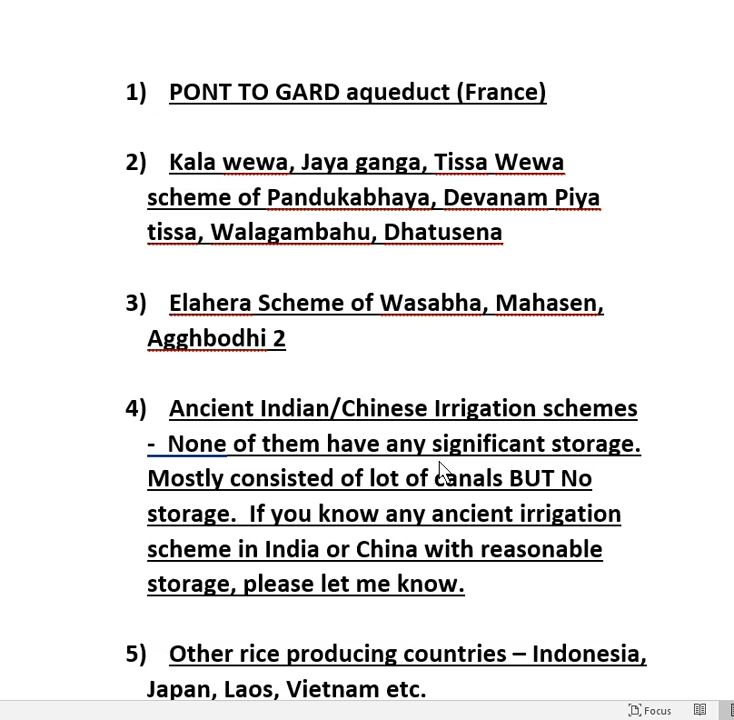 1) PONT TO GARD aqueduct (France)
2) Kala wewa, Jaya ganga, Tissa Wewa
scheme of Pandukabhaya, Devanam Piya
tissa, Walagambahu, Dhatusena
3) Elahera Scheme of Wasabha, Mahasen,
Agghbodhi 2
4) Ancient Indian/Chinese Irrigation schemes
- None of them have any significant storage.
Mostly consisted of lot of canals BUT No
storage. If you know any ancient irrigation
scheme in India or China with reasonable
storage, please let me know.
5) Other rice producing countries – Indonesia,
Japan, Laos, Vietnam etc.
Focus